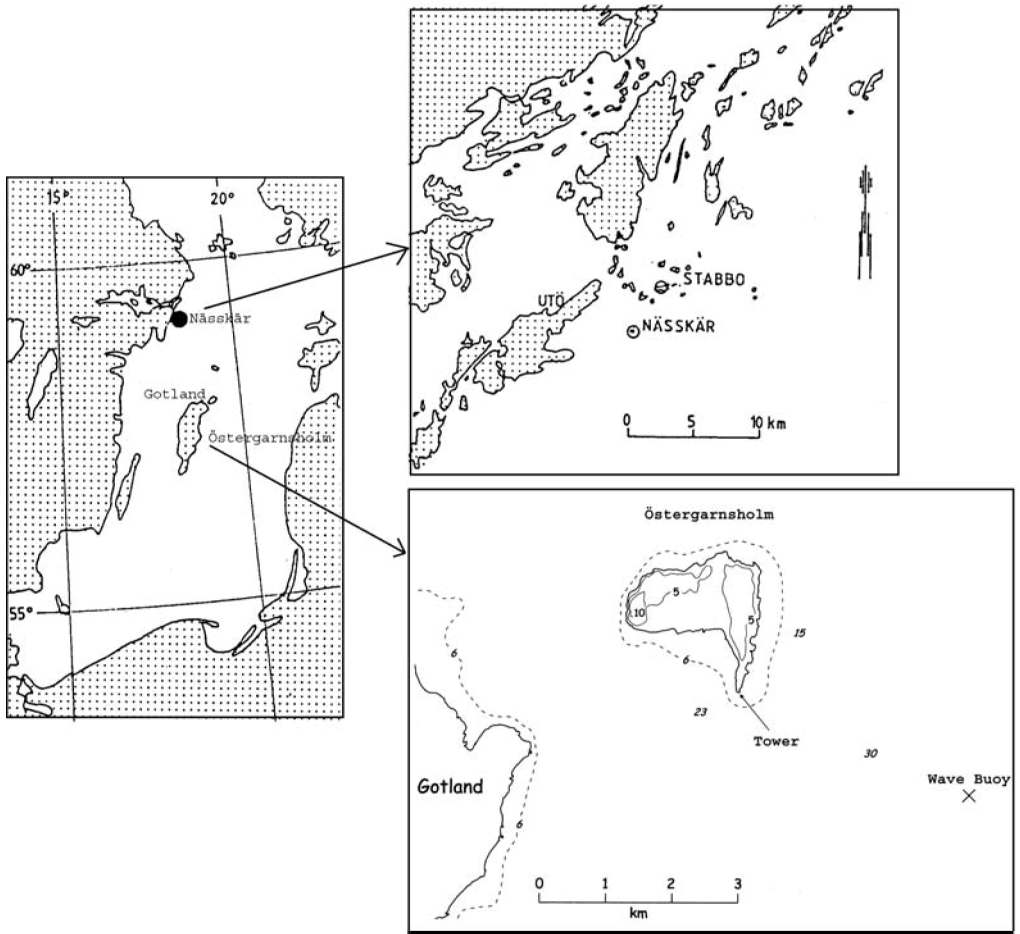 15°
20°
60°
Nässkär
Gotland
Östergarnsholm
55°
STABBO
UTÖ
NÄSSKÄR
0 5 10 km
Östergarnsholm
5
10
5
15
6
6
23
Tower
30
Wave Buoy
Gotland
6
0 1 2 3
km